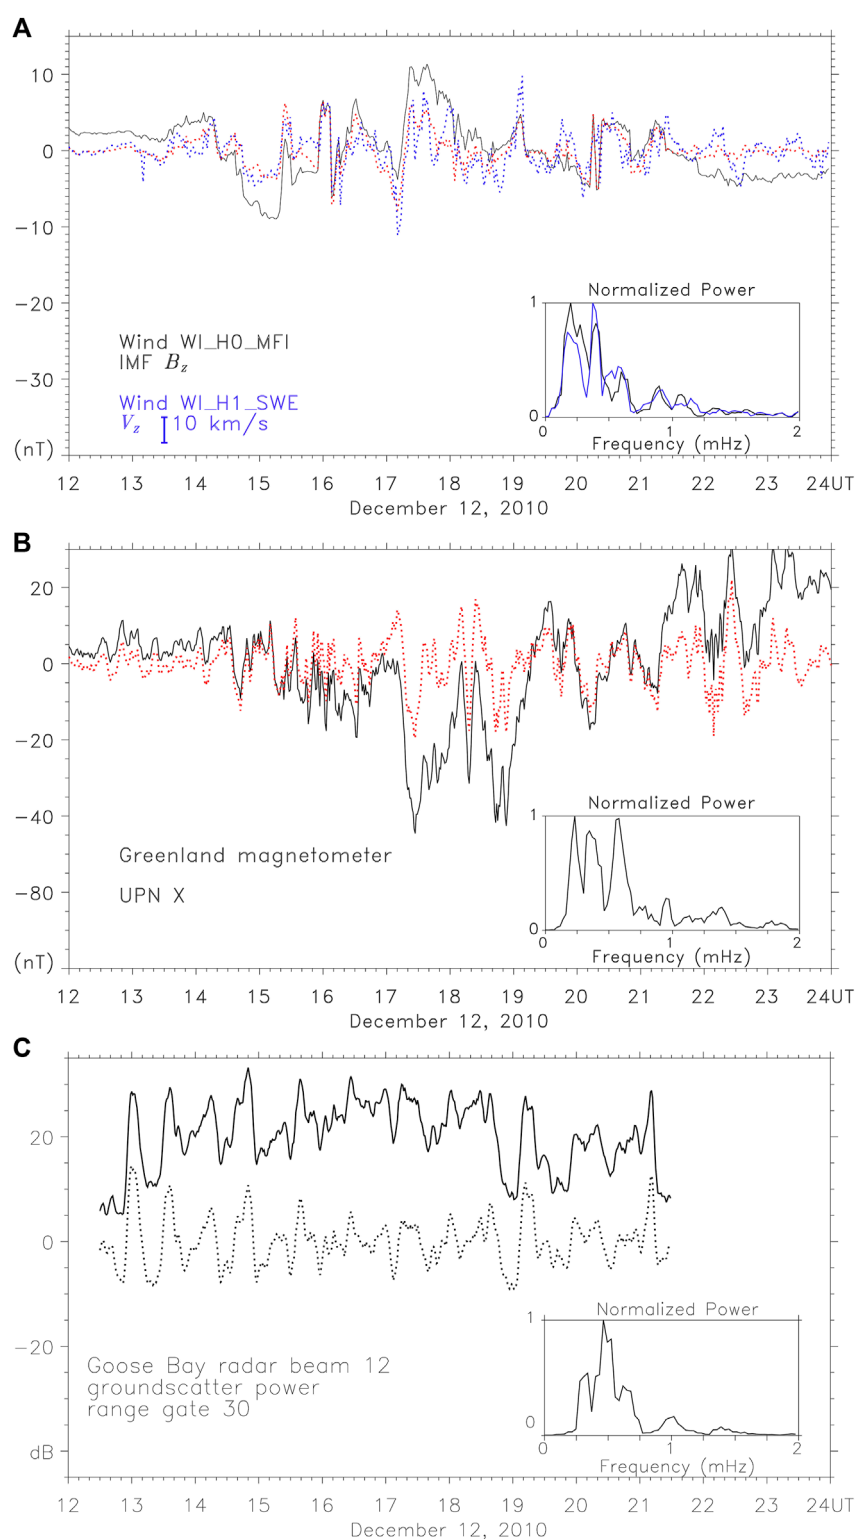 A
10
0
−10
−20
−30
(nT)
Wind WI_H0_MFI
IMF Bz
Wind WI_H1_SWE
Vz 10 km/s
Normalized Power
1
0
0 1 2
Frequency (mHz)
12 13 14 15 16 17 18 19 20 21 22 23 24UT
December 12, 2010
B
20
0
−20
−40
−80
(nT)
Greenland magnetometer
UPN X
Normalized Power
1
0
0 1 2
Frequency (mHz)
12 13 14 15 16 17 18 19 20 21 22 23 24UT
December 12, 2010
C
20
0
−20
dB
Goose Bay radar beam 12
groundscatter power
range gate 30
Normalized Power
1
0
0 1 2
Frequency (mHz)
12 13 14 15 16 17 18 19 20 21 22 23 24UT
December 12, 2010